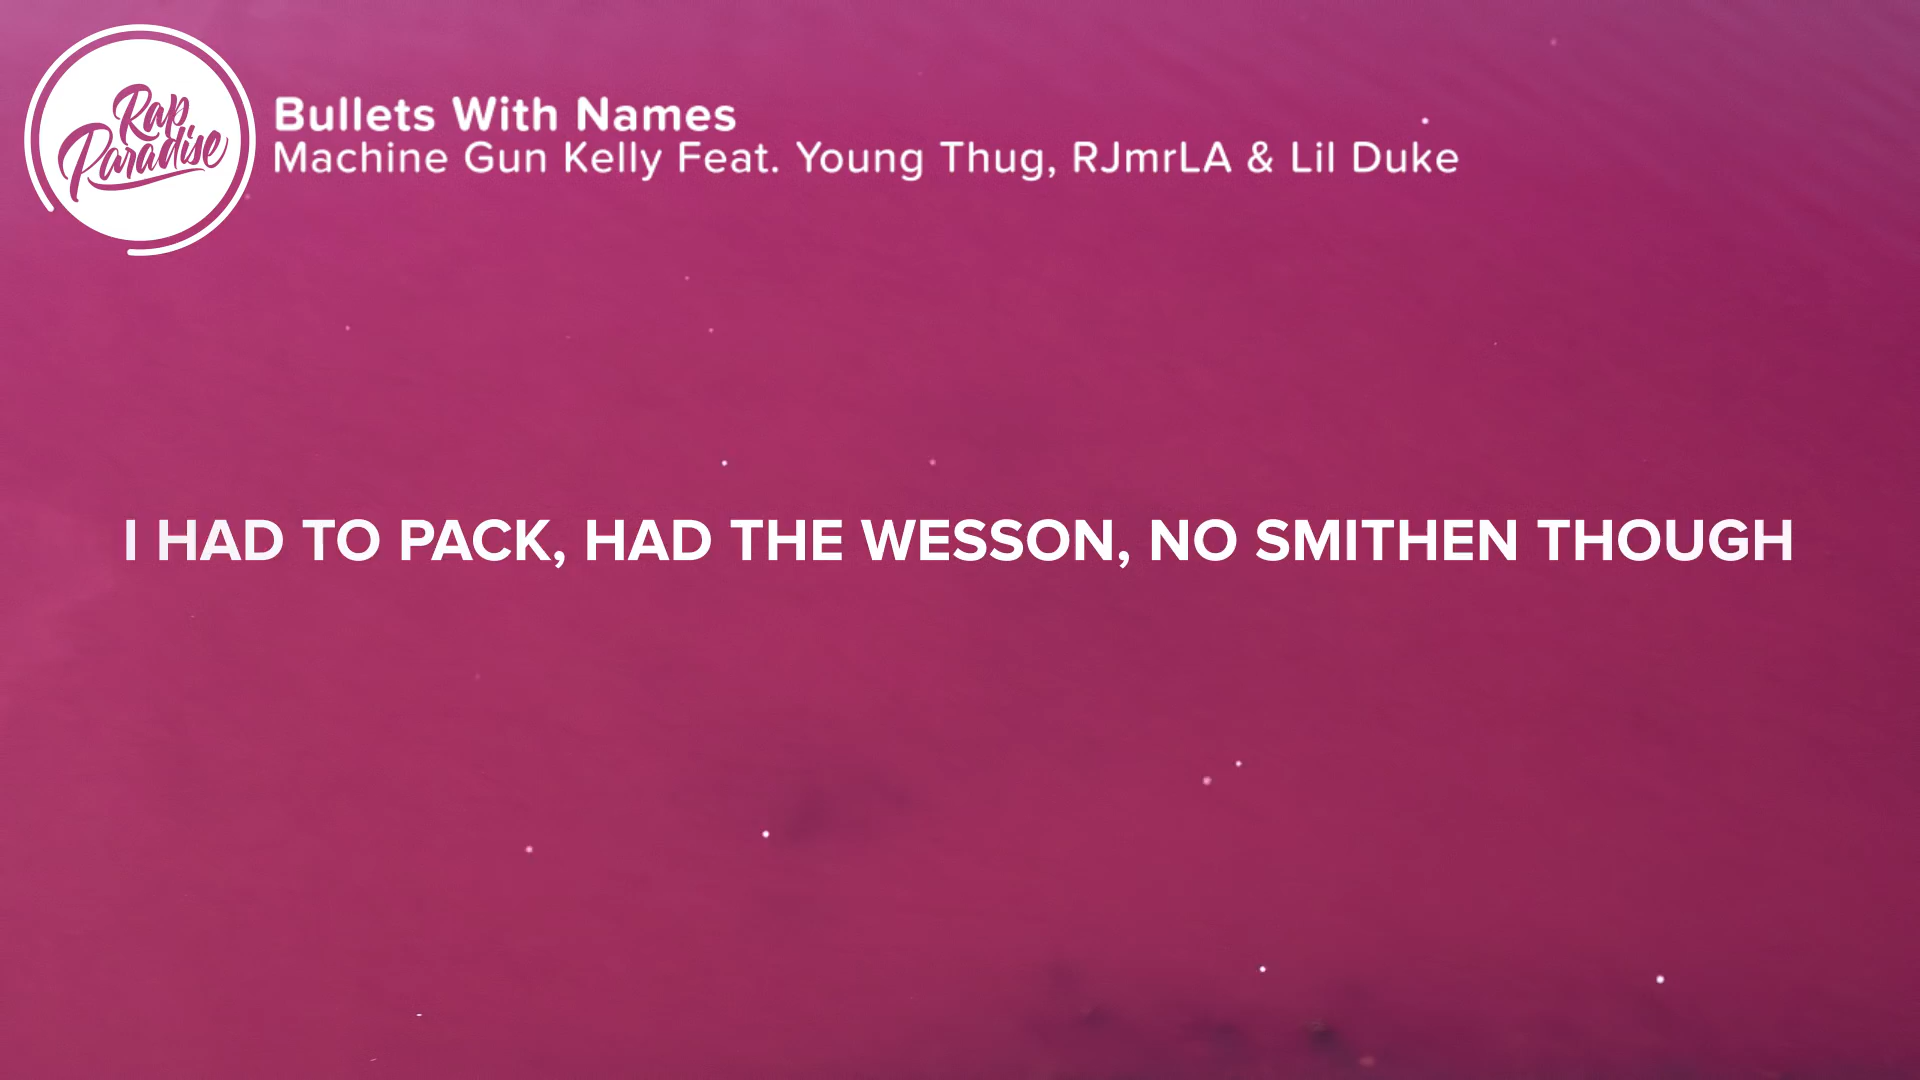 Rap
Paradise
Bullets With Names
Machine Gun Kelly Feat. Young Thug, RJmrLA & Lil Duke
I HAD TO PACK, HAD THE WESSON, NO SMITHEN THOUGH